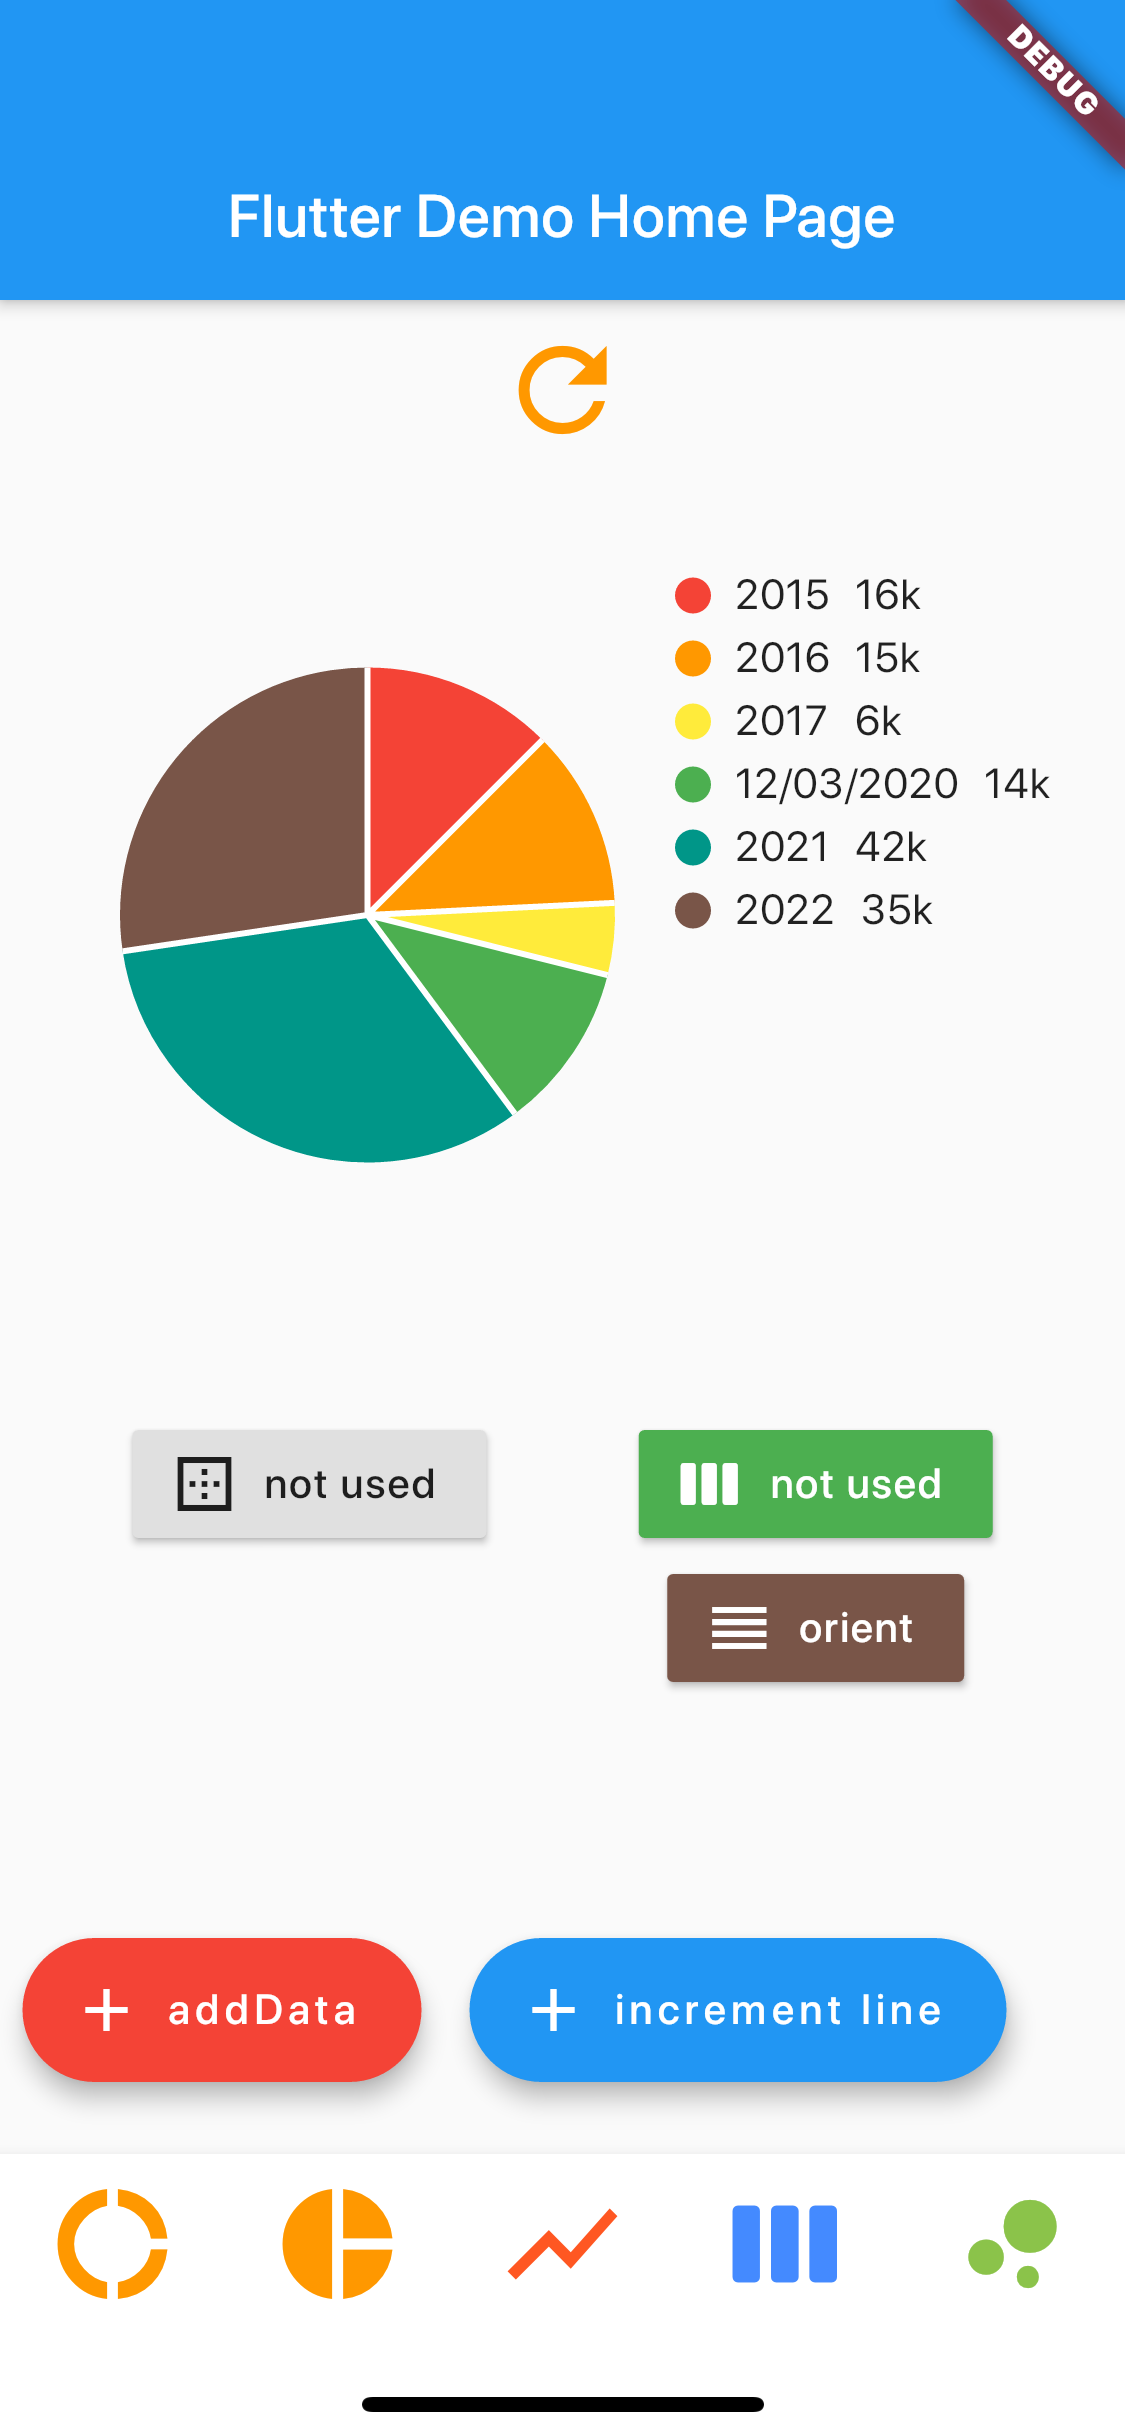 DEBUG
Flutter Demo Home Page
2015 16k
2016 15k
2017 6k
12/03/2020 14k
2021 42k
2022 35k
not used
not used
orient
addData
increment line